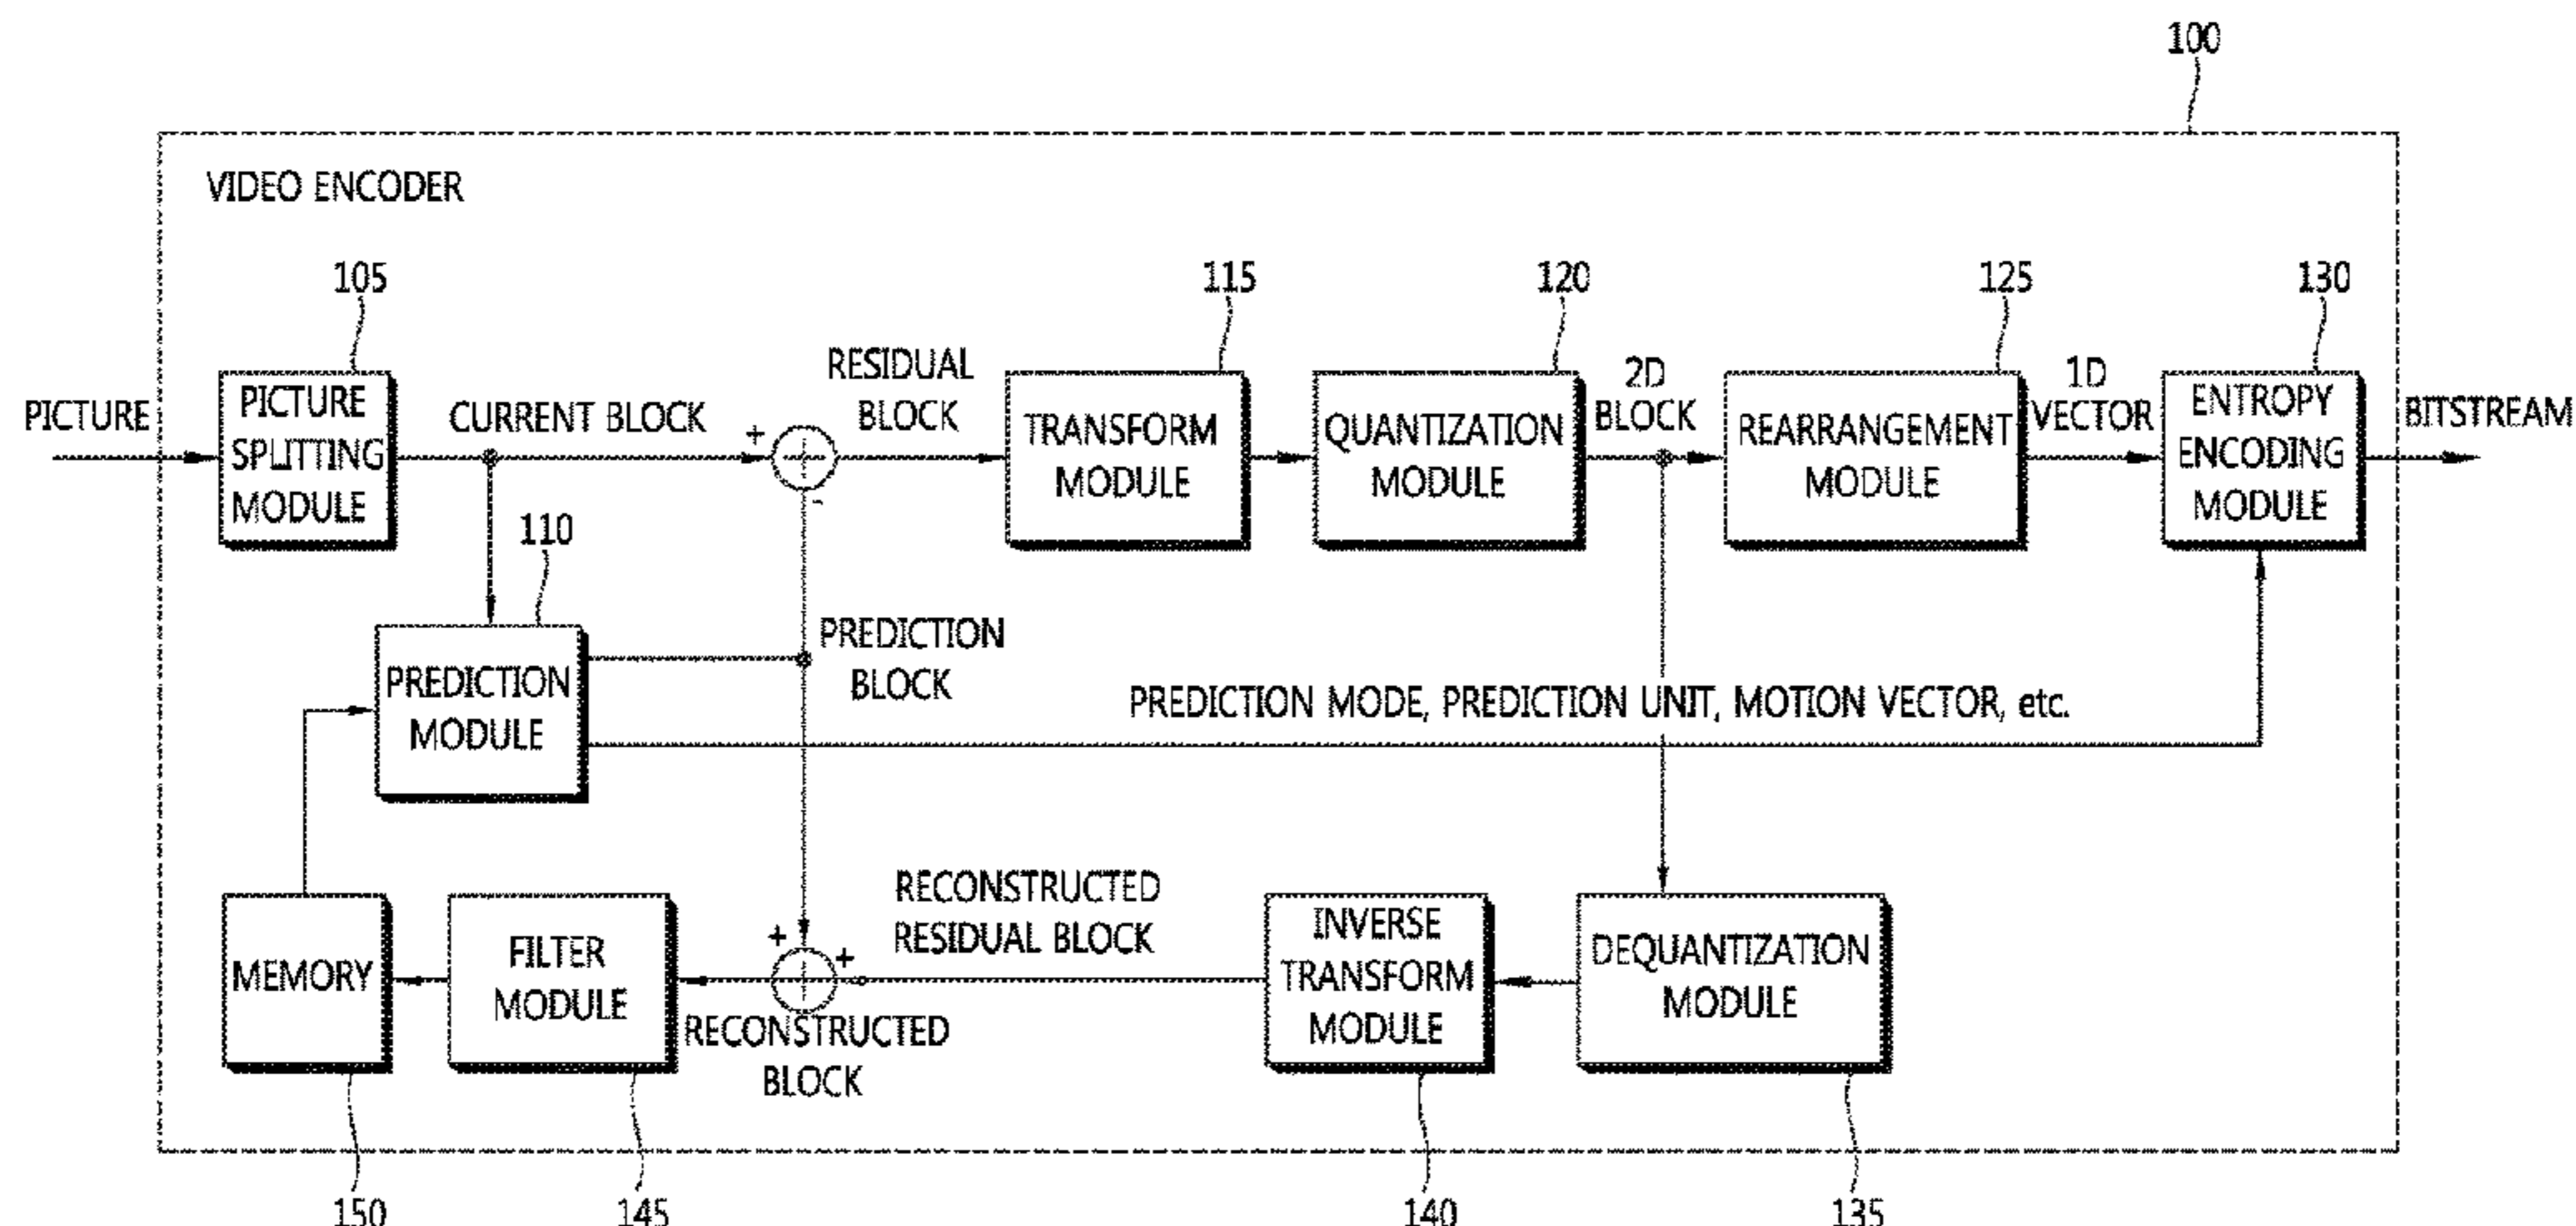 100
VIDEO ENCODER
105
115
120
125
130
PICTURE
PICTURE
SPLITTING
MODULE
CURRENT BLOCK
+
-
RESIDUAL
BLOCK
TRANSFORM
MODULE
QUANTIZATION
MODULE
2D
BLOCK
REARRANGEMENT
MODULE
1D
VECTOR
ENTROPY
ENCODING
MODULE
BITSTREAM
110
PREDICTION
MODULE
PREDICTION
BLOCK
PREDICTION MODE, PREDICTION UNIT, MOTION VECTOR, etc.
MEMORY
FILTER
MODULE
+
+
RECONSTRUCTED
BLOCK
RECONSTRUCTED
RESIDUAL BLOCK
INVERSE
TRANSFORM
MODULE
DEQUANTIZATION
MODULE
150
145
140
135